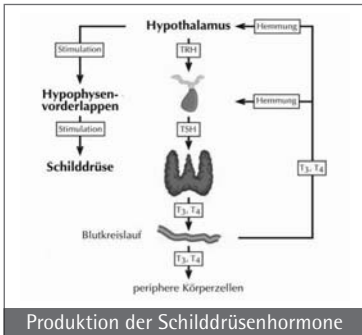 Hypothalamus
Hemmung
Stimulation
TRH
Hypophysen-
vorderlappen
Hemmung
Stimulation
TSH
Schilddrüse
T₃, T₄
T₃, T₄
Blutkreislauf
T₃, T₄
periphere Körperzellen
Produktion der Schilddrüsenhormone